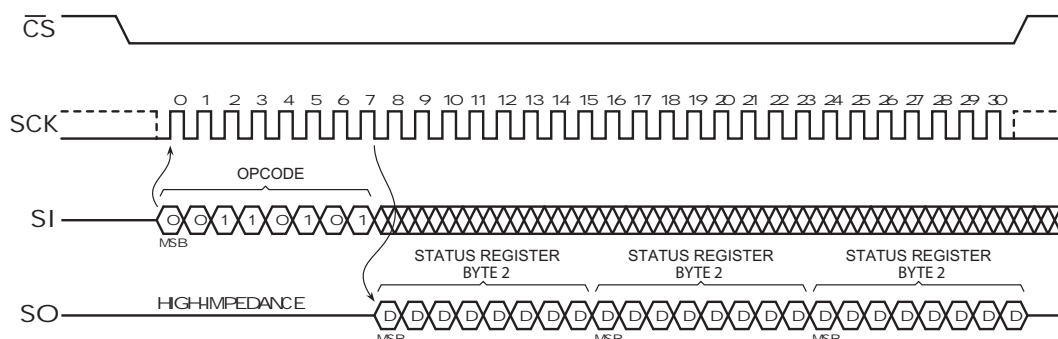 CS
0 1 2 3 4 5 6 7 8 9 10 11 12 13 14 15 16 17 18 19 20 21 22 23 24 25 26 27 28 29 30
SCK
OPCODE
SI 0 0 1 1 0 1 0 1
MSB
STATUS REGISTER STATUS REGISTER STATUS REGISTER
BYTE 2 BYTE 2 BYTE 2
HIGH-IMPEDANCE
SO D D D D D D D D D D D D D D D D D D D D D D D D
MSB MSB MSB